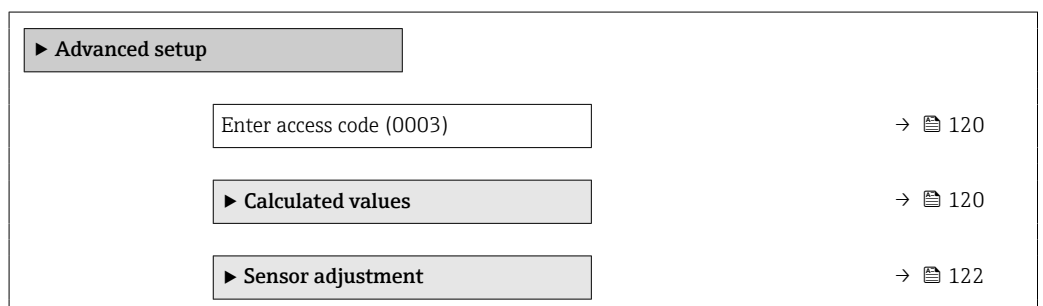 ▶ Advanced setup
Enter access code (0003) → 120
▶ Calculated values → 120
▶ Sensor adjustment → 122